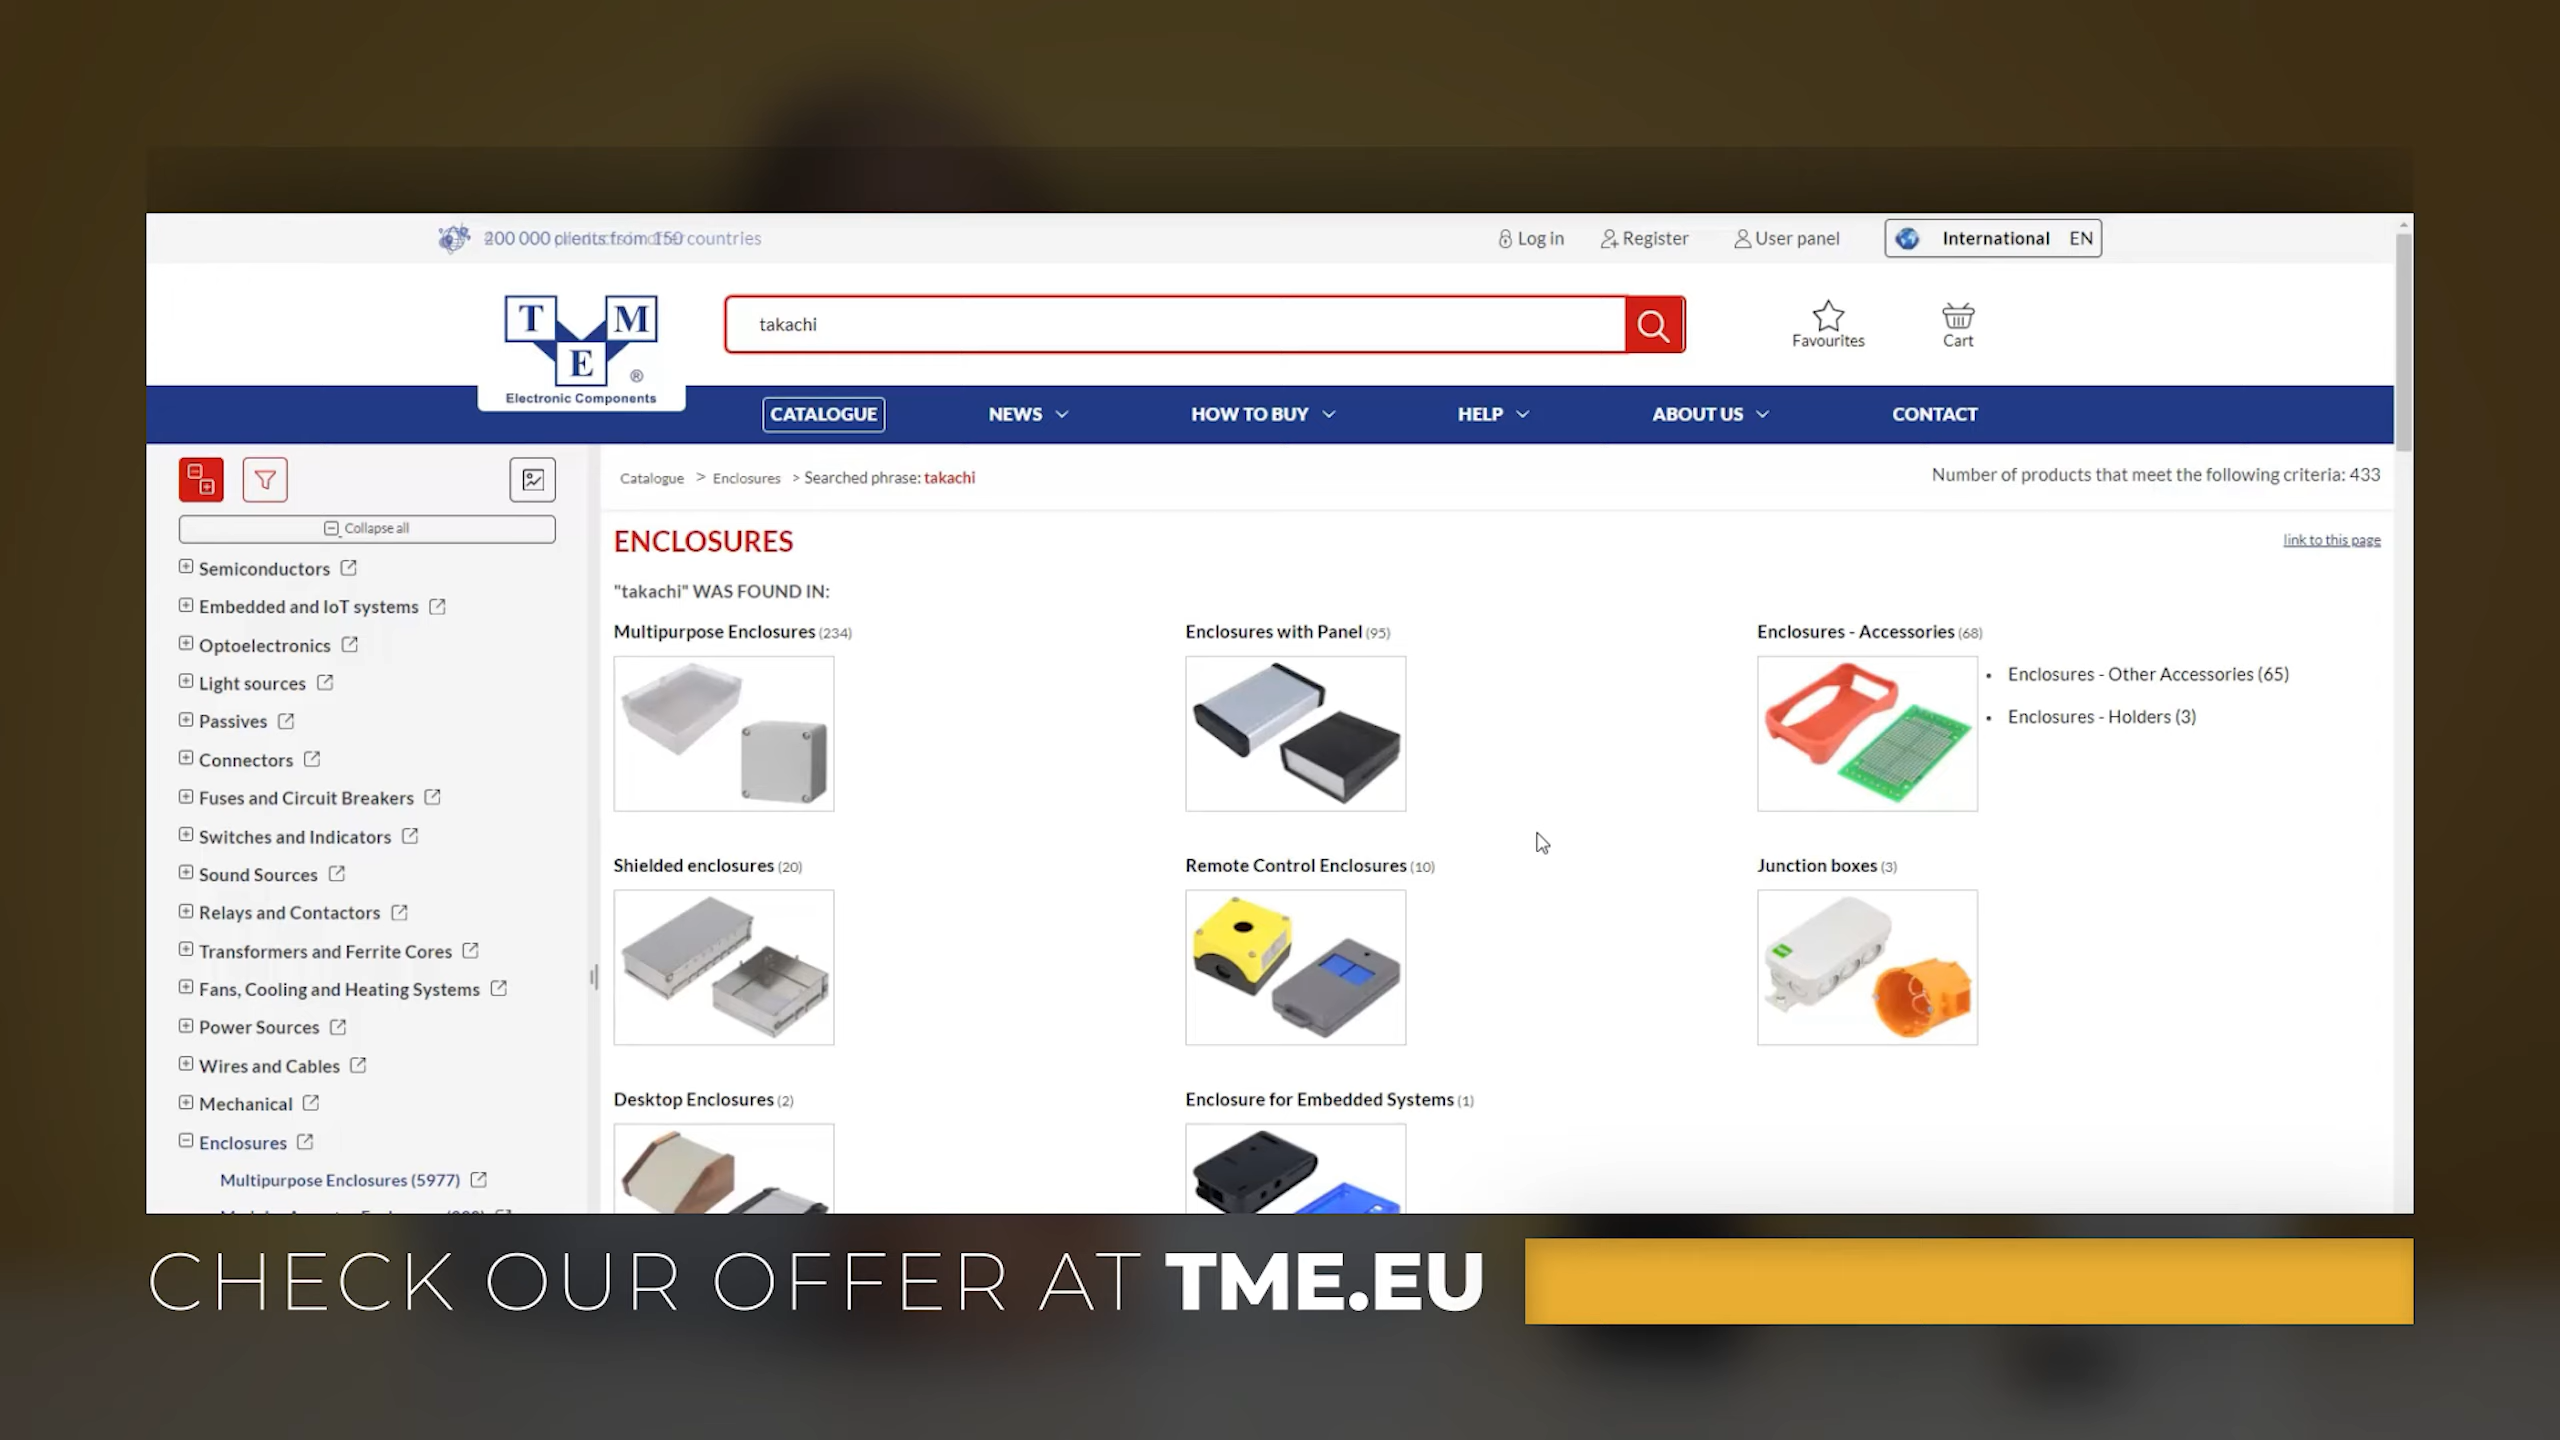 200 000 clients from 150 countries
Log in
Register
User panel
International EN
T M E ®
Electronic Components
takachi
Favourites
Cart
CATALOGUE
NEWS
HOW TO BUY
HELP
ABOUT US
CONTACT
Collapse all
Semiconductors
Embedded and IoT systems
Optoelectronics
Light sources
Passives
Connectors
Fuses and Circuit Breakers
Switches and Indicators
Sound Sources
Relays and Contactors
Transformers and Ferrite Cores
Fans, Cooling and Heating Systems
Power Sources
Wires and Cables
Mechanical
Enclosures
Multipurpose Enclosures (5977)
Catalogue > Enclosures > Searched phrase: takachi
Number of products that meet the following criteria: 433
ENCLOSURES
link to this page
"takachi" WAS FOUND IN:
Multipurpose Enclosures (234)
Enclosures with Panel (95)
Enclosures - Accessories (68)
• Enclosures - Other Accessories (65)
• Enclosures - Holders (3)
Shielded enclosures (20)
Remote Control Enclosures (10)
Junction boxes (3)
Desktop Enclosures (2)
Enclosure for Embedded Systems (1)
CHECK OUR OFFER AT TME.EU